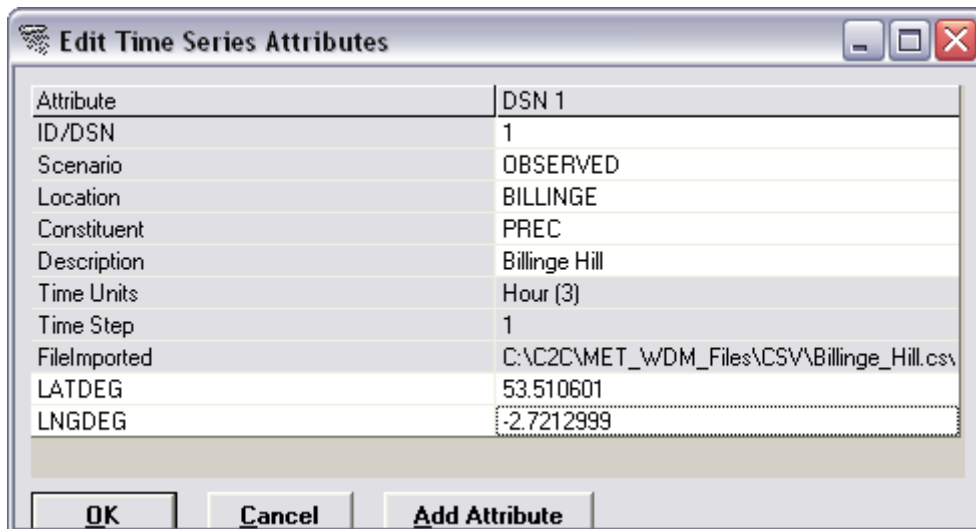 Edit Time Series Attributes
Attribute DSN 1
ID/DSN 1
Scenario OBSERVED
Location BILLINGE
Constituent PREC
Description Billinge Hill
Time Units Hour (3)
Time Step 1
FileImported C:\C2C\MET_WDM_Files\CSV\Billinge_Hill.cs
LATDEG 53.510601
LNGDEG -2.7212999
OK Cancel Add Attribute